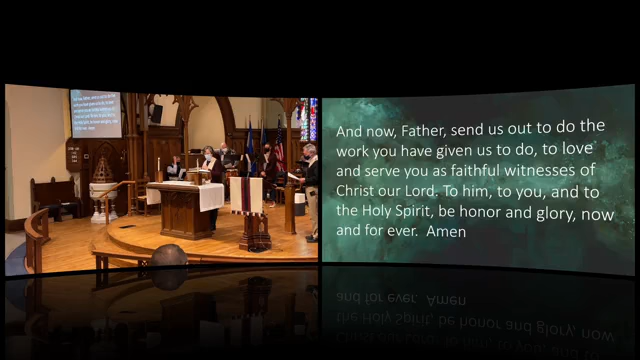 And now, Father, send us out to do the
work you have given us to do, to love
and serve you as faithful witnesses of
Christ our Lord. To him, to you, and to
the Holy Spirit, be honor and glory, now
and for ever. Amen